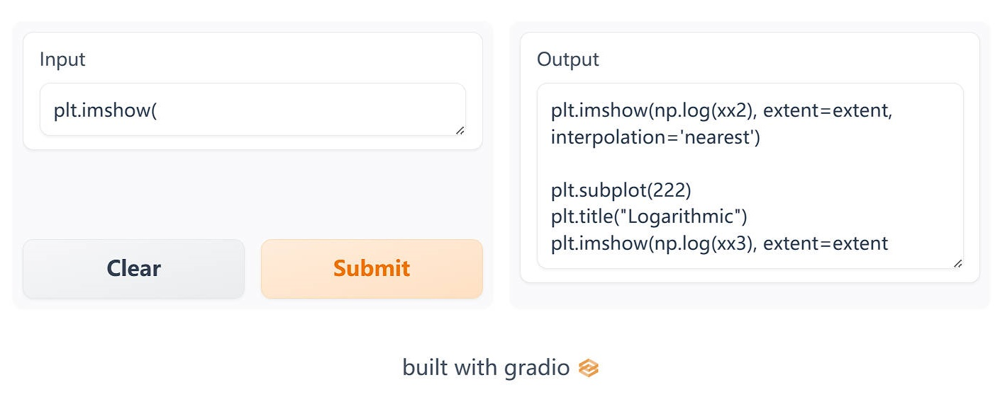 Input
plt.imshow(
Clear
Submit
Output
plt.imshow(np.log(xx2), extent=extent,
interpolation='nearest')
plt.subplot(222)
plt.title("Logarithmic")
plt.imshow(np.log(xx3), extent=extent
built with gradio